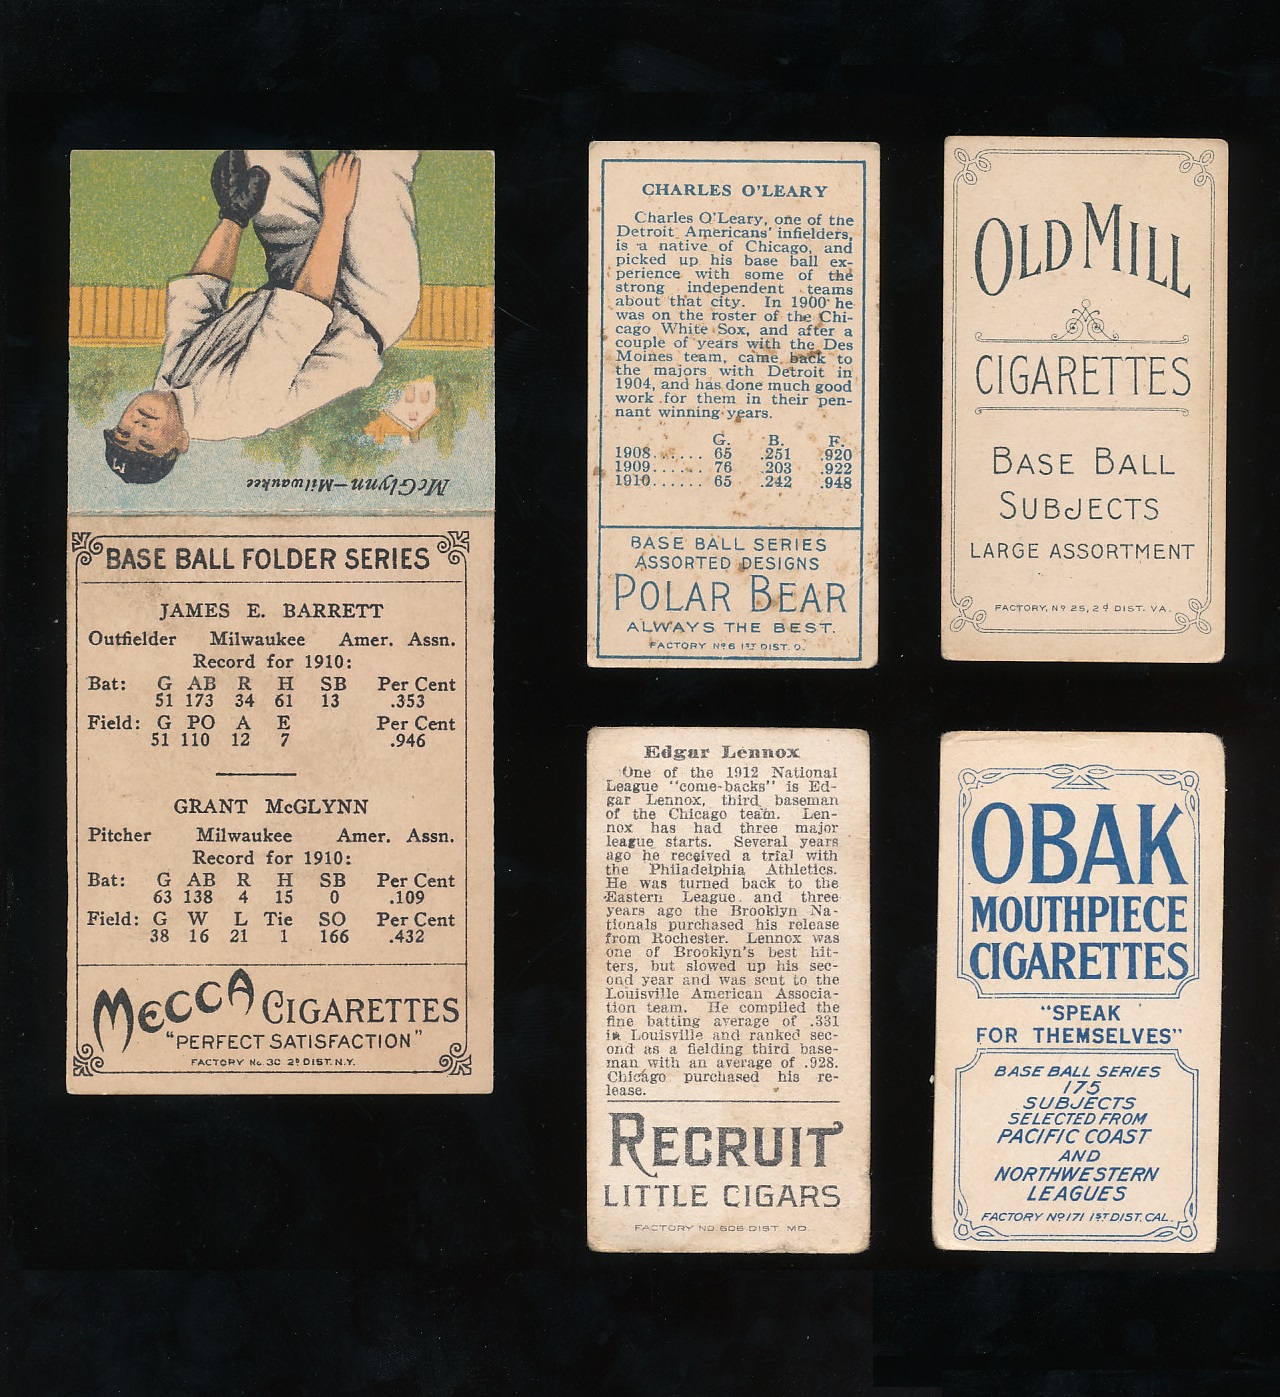 McGlynn—Milwaukee
BASE BALL FOLDER SERIES
JAMES E. BARRETT
Outfielder Milwaukee Amer. Assn.
Record for 1910:
Bat: G AB R H SB Per Cent
51 173 34 61 13 .353
Field: G PO A E Per Cent
51 110 12 7 .946
GRANT McGLYNN
Pitcher Milwaukee Amer. Assn.
Record for 1910:
Bat: G AB R H SB Per Cent
63 138 4 15 0 .109
Field: G W L Tie SO Per Cent
38 16 21 1 166 .432
MECCA CIGARETTES
"PERFECT SATISFACTION"
FACTORY No. 30 2D DIST. N.Y.
CHARLES O'LEARY
Charles O'Leary, one of the
Detroit Americans' infielders,
is a native of Chicago, and
picked up his base ball ex-
perience with some of the
strong independent teams
about that city. In 1900 he
was on the roster of the Chi-
cago White Sox, and after a
couple of years with the Des
Moines team, came back to
the majors with Detroit in
1904, and has done much good
work for them in their pen-
nant winning years.
G. B. F.
1908...... 65 .251 .920
1909...... 76 .203 .922
1910...... 65 .242 .948
BASE BALL SERIES
ASSORTED DESIGNS
POLAR BEAR
ALWAYS THE BEST.
FACTORY No 6 1ST DIST. O.
OLD MILL
CIGARETTES
BASE BALL
SUBJECTS
LARGE ASSORTMENT
FACTORY, No 25, 2d DIST. VA.
Edgar Lennox
One of the 1912 National
League "come-backs" is Ed-
gar Lennox, third baseman
of the Chicago team. Len-
nox has had three major
league starts. Several years
ago he received a trial with
the Philadelphia Athletics.
He was turned back to the
Eastern League and three
years ago the Brooklyn Na-
tionals purchased his release
from Rochester. Lennox was
one of Brooklyn's best hit-
ters, but slowed up his sec-
ond year and was sent to the
Louisville American Associa-
tion team. He compiled the
fine batting average of .331
in Louisville and ranked sec-
ond as a fielding third base-
man with an average of .928.
Chicago purchased his re-
lease.
RECRUIT
LITTLE CIGARS
FACTORY NO. 606 DIST. MD.
OBAK
MOUTHPIECE
CIGARETTES
"SPEAK
FOR THEMSELVES"
BASE BALL SERIES
175
SUBJECTS
SELECTED FROM
PACIFIC COAST
AND
NORTHWESTERN
LEAGUES
FACTORY No 171 1ST DIST. CAL.